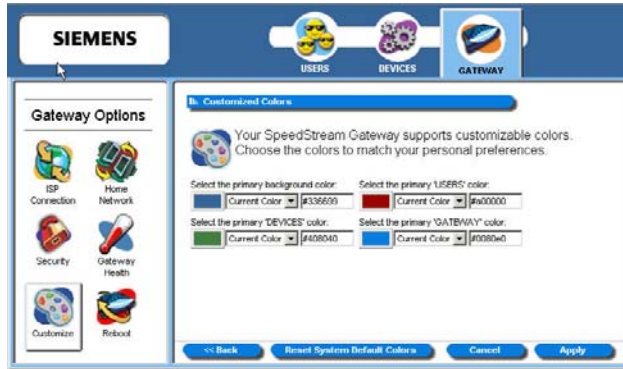 SIEMENS
USERS
DEVICES
GATEWAY
Gateway Options
ISP
Connection
Home
Network
Security
Gateway
Health
Customize
Reboot
Customized Colors
Your SpeedStream Gateway supports customizable colors.
Choose the colors to match your personal preferences.
Select the primary background color:
Current Color
#336699
Select the primary 'USERS' color:
Current Color
#a00000
Select the primary 'DEVICES' color:
Current Color
#408040
Select the primary 'GATEWAY' color:
Current Color
#0080e0
<< Back
Reset System Default Colors
Cancel
Apply